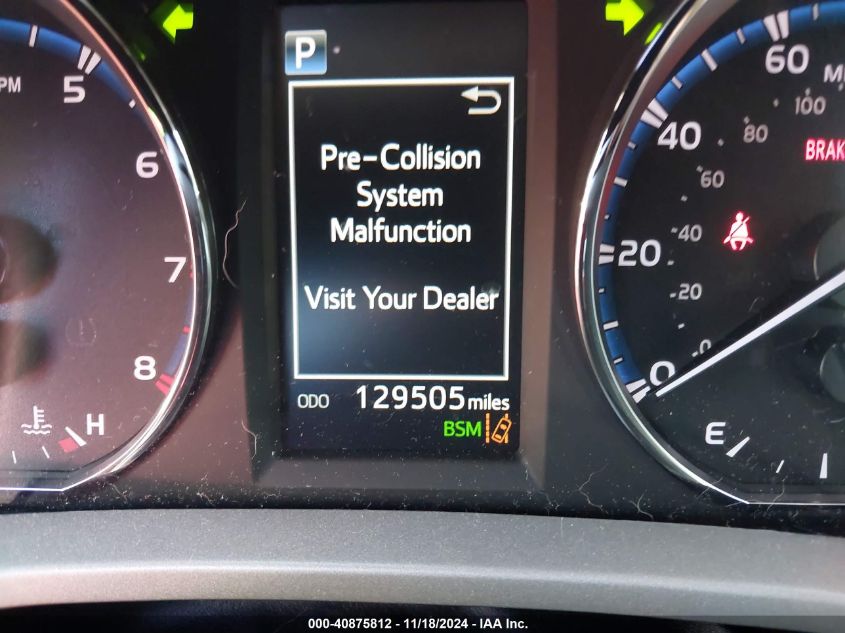 P
Pre-Collision
System
Malfunction
Visit Your Dealer
ODO 129505 miles
BSM
PM
5
6
7
8
H
60
100
40
80
BRAK
60
20
40
20
0
0
E
000-40875812 - 11/18/2024 - IAA Inc.